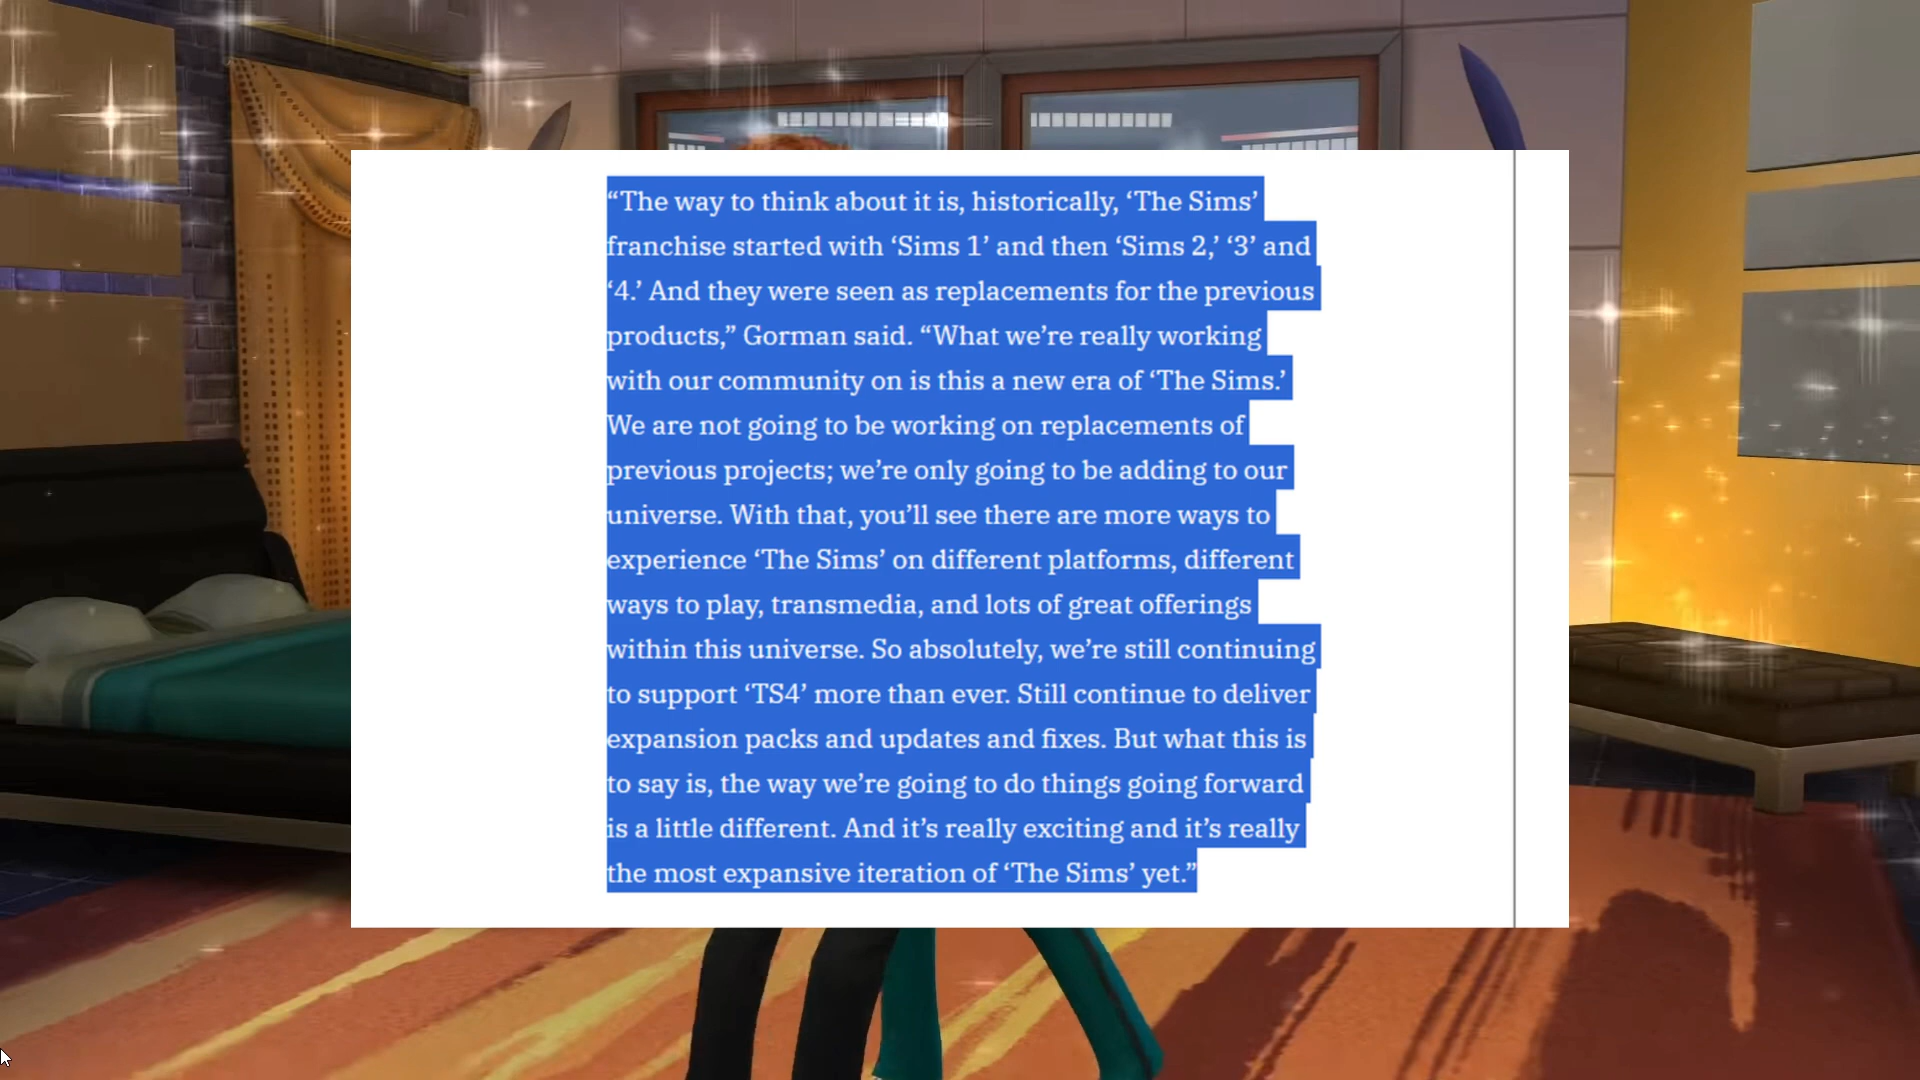 “The way to think about it is, historically, ‘The Sims’
franchise started with ‘Sims 1’ and then ‘Sims 2,’ ‘3’ and
‘4.’ And they were seen as replacements for the previous
products,” Gorman said. “What we’re really working
with our community on is this a new era of ‘The Sims.’
We are not going to be working on replacements of
previous projects; we’re only going to be adding to our
universe. With that, you’ll see there are more ways to
experience ‘The Sims’ on different platforms, different
ways to play, transmedia, and lots of great offerings
within this universe. So absolutely, we’re still continuing
to support ‘TS4’ more than ever. Still continue to deliver
expansion packs and updates and fixes. But what this is
to say is, the way we’re going to do things going forward
is a little different. And it’s really exciting and it’s really
the most expansive iteration of ‘The Sims’ yet.”